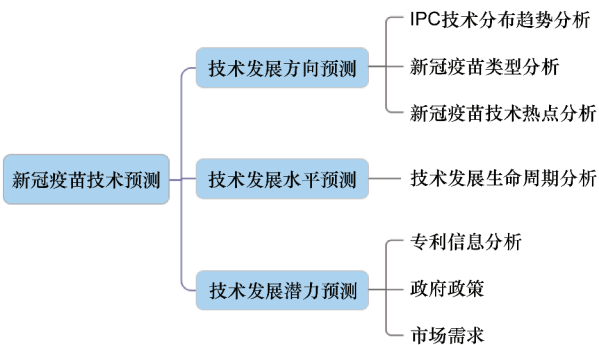 新冠疫苗技术预测
技术发展方向预测
IPC技术分布趋势分析
新冠疫苗类型分析
新冠疫苗技术热点分析
技术发展水平预测
技术发展生命周期分析
技术发展潜力预测
专利信息分析
政府政策
市场需求